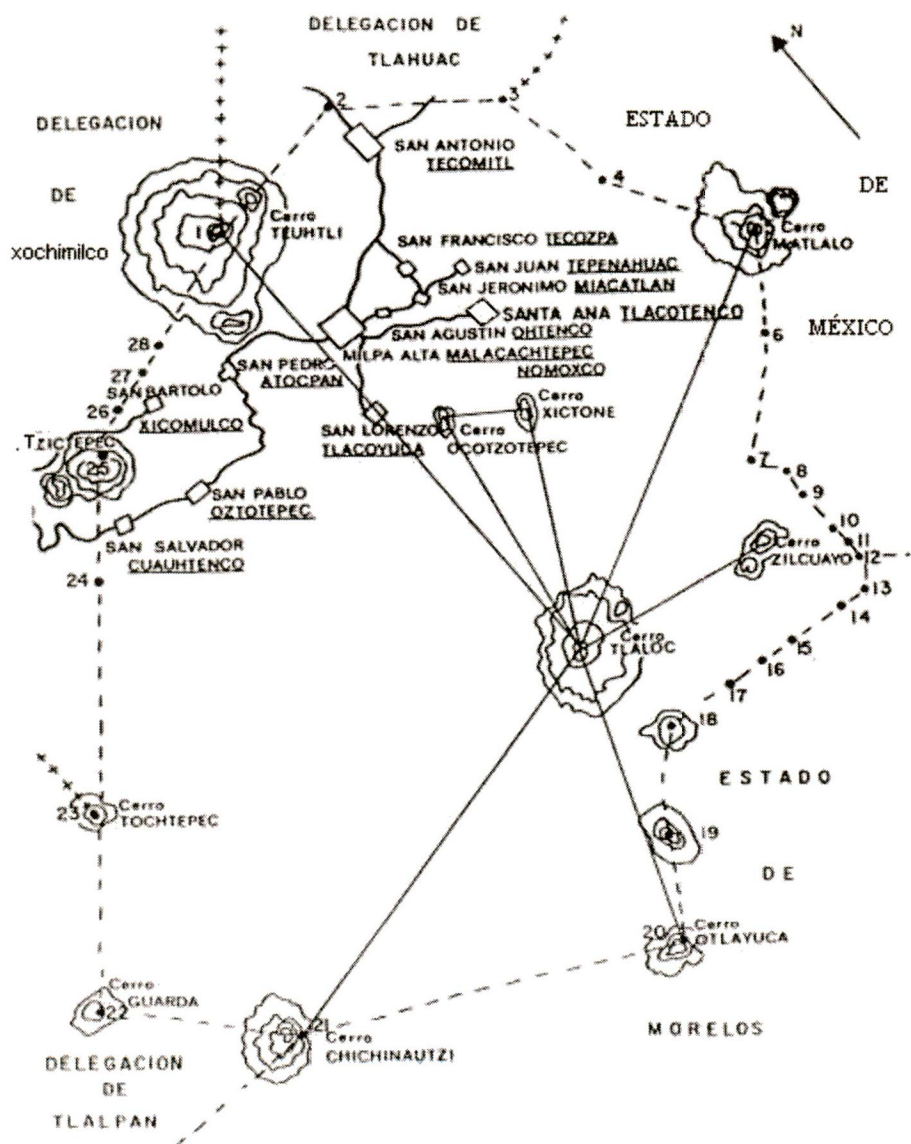 DELEGACION DE
TLAHUAC
N
DELEGACION
DE
xochimilco
ESTADO
DE
MÉXICO
2
3
4
SAN ANTONIO
TECOMITL
Cerro
TEUHTLI
1
Cerro
MATLALO
SAN FRANCISCO TECOZPA
SAN JUAN TEPENAHUAC
SAN JERONIMO MIACATLAN
SANTA ANA TLACOTENCO
SAN AGUSTIN OHTENCO
MILPA ALTA MALACACHTEPEC
NOMOXCO
6
28
27
26
SAN PEDRO
ATOCPAN
SAN BARTOLO
XICOMULCO
SAN LORENZO
TLACOYUCA
Cerro
OCOTZOTEPEC
Cerro
XICTONE
TZICTEPEC
25
SAN PABLO
OZTOTEPEC
SAN SALVADOR
CUAUHTENCO
24
7
8
9
10
11
12
13
14
15
16
17
18
Cerro
ZILCUAYO
Cerro
TLALOC
ESTADO
DE
MORELOS
19
23
Cerro
TOCHTEPEC
20
Cerro
OTLAYUCA
Cerro
GUARDA
22
21
Cerro
CHICHINAUTZI
DELEGACION
DE
TLALPAN